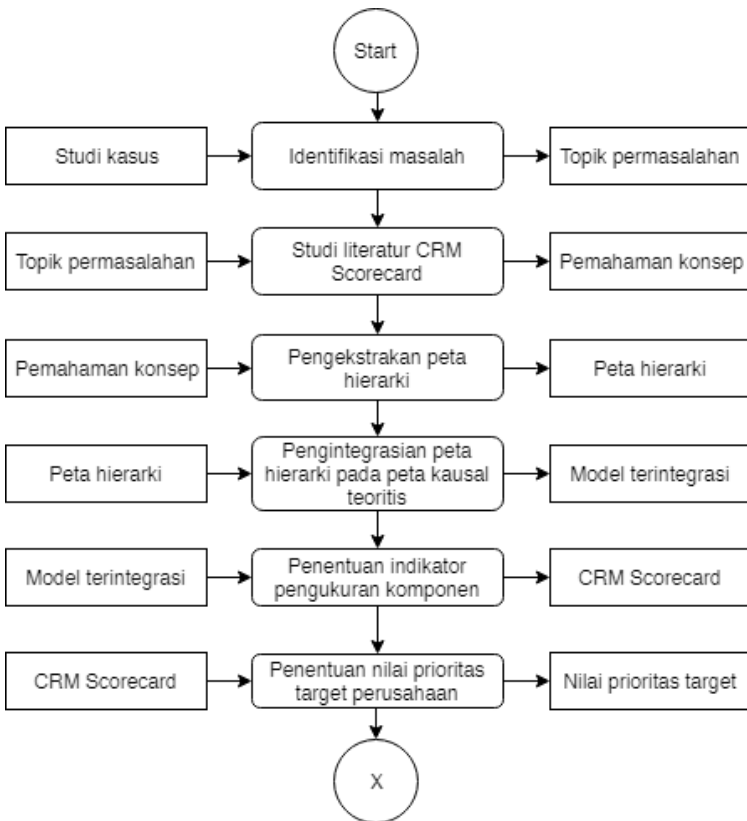 Start
Studi kasus
Identifikasi masalah
Topik permasalahan
Topik permasalahan
Studi literatur CRM
Scorecard
Pemahaman konsep
Pemahaman konsep
Pengekstrakan peta
hierarki
Peta hierarki
Peta hierarki
Pengintegrasian peta
hierarki pada peta kausal
teoritis
Model terintegrasi
Model terintegrasi
Penentuan indikator
pengukuran komponen
CRM Scorecard
CRM Scorecard
Penentuan nilai prioritas
target perusahaan
Nilai prioritas target
X